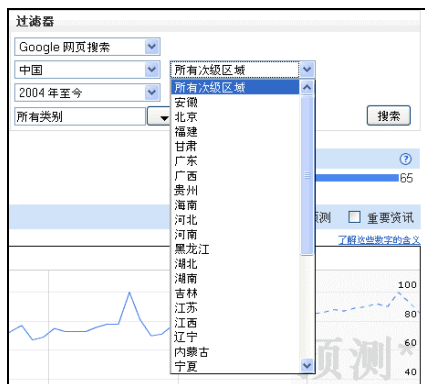 过滤器
Google 网页搜索
中国
所有次级区域
2004 年至今
所有类别
搜索
所有次级区域
安徽
北京
福建
甘肃
广东
广西
贵州
海南
河北
河南
黑龙江
湖北
湖南
吉林
江苏
江西
辽宁
内蒙古
宁夏
65
预测 重要资讯
了解这些数字的含义
100
80
60
40
预测*